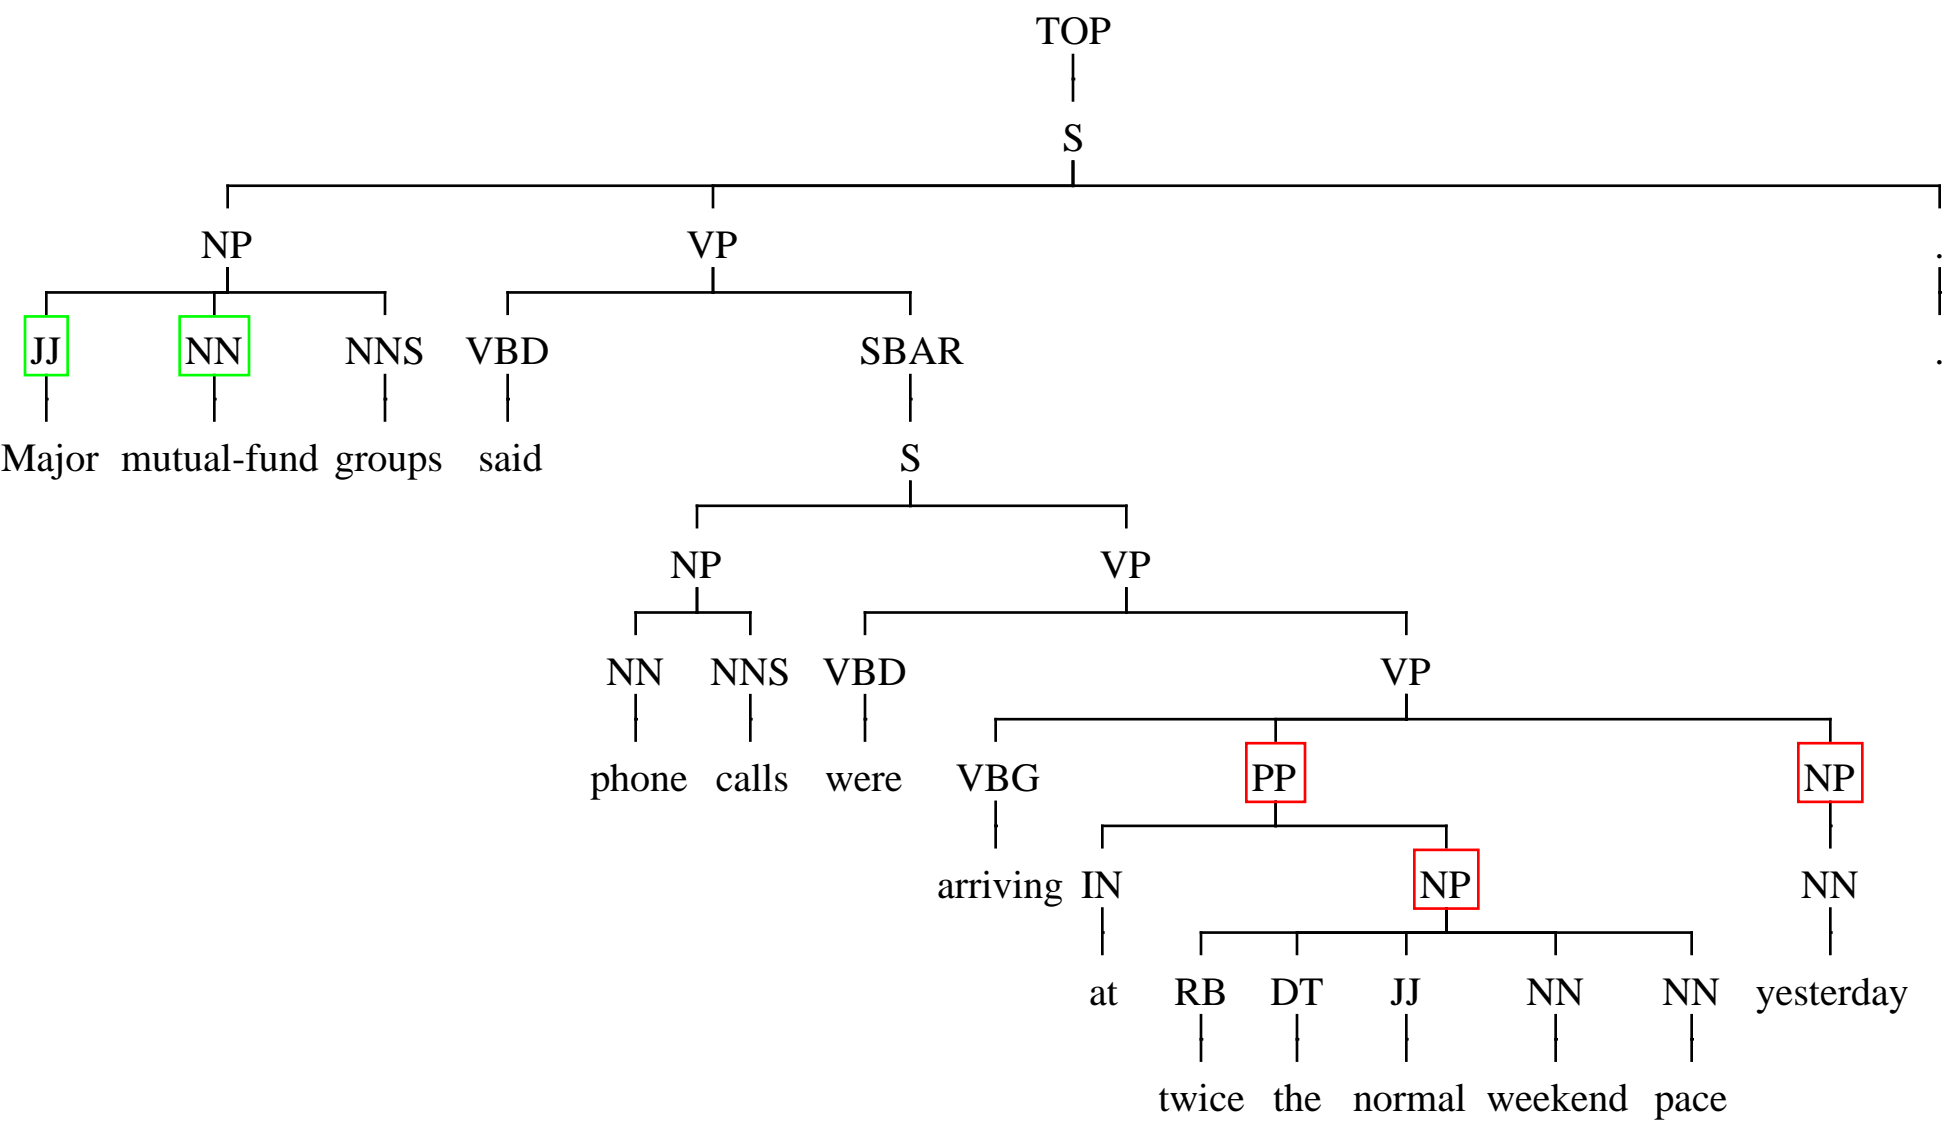 TOP
S
NP VP .
JJ NN NNS VBD SBAR .
Major mutual-fund groups said S
NP VP
NN NNS VBD VP
phone calls were VBG PP NP
arriving IN NP NN
at RB DT JJ NN NN yesterday
twice the normal weekend pace